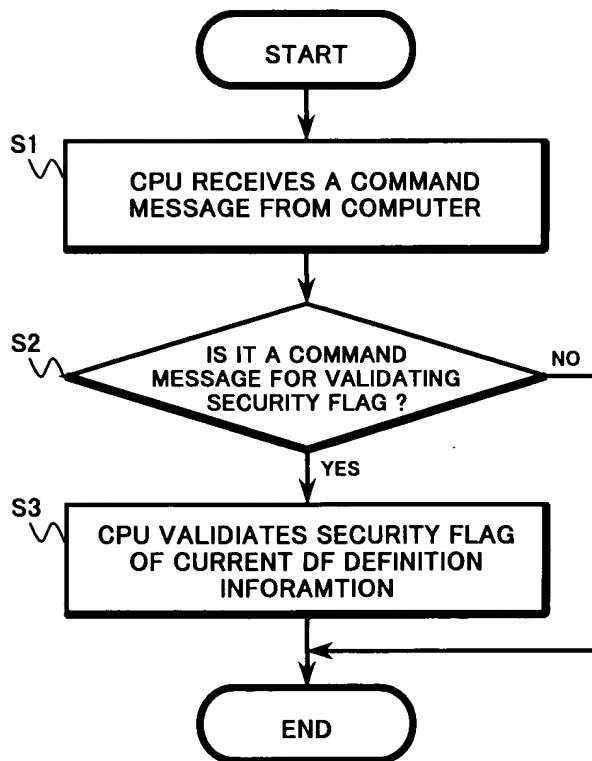 START
S1
CPU RECEIVES A COMMAND
MESSAGE FROM COMPUTER
S2
IS IT A COMMAND
MESSAGE FOR VALIDATING
SECURITY FLAG ?
NO
YES
S3
CPU VALIDIATES SECURITY FLAG
OF CURRENT DF DEFINITION
INFORAMTION
END